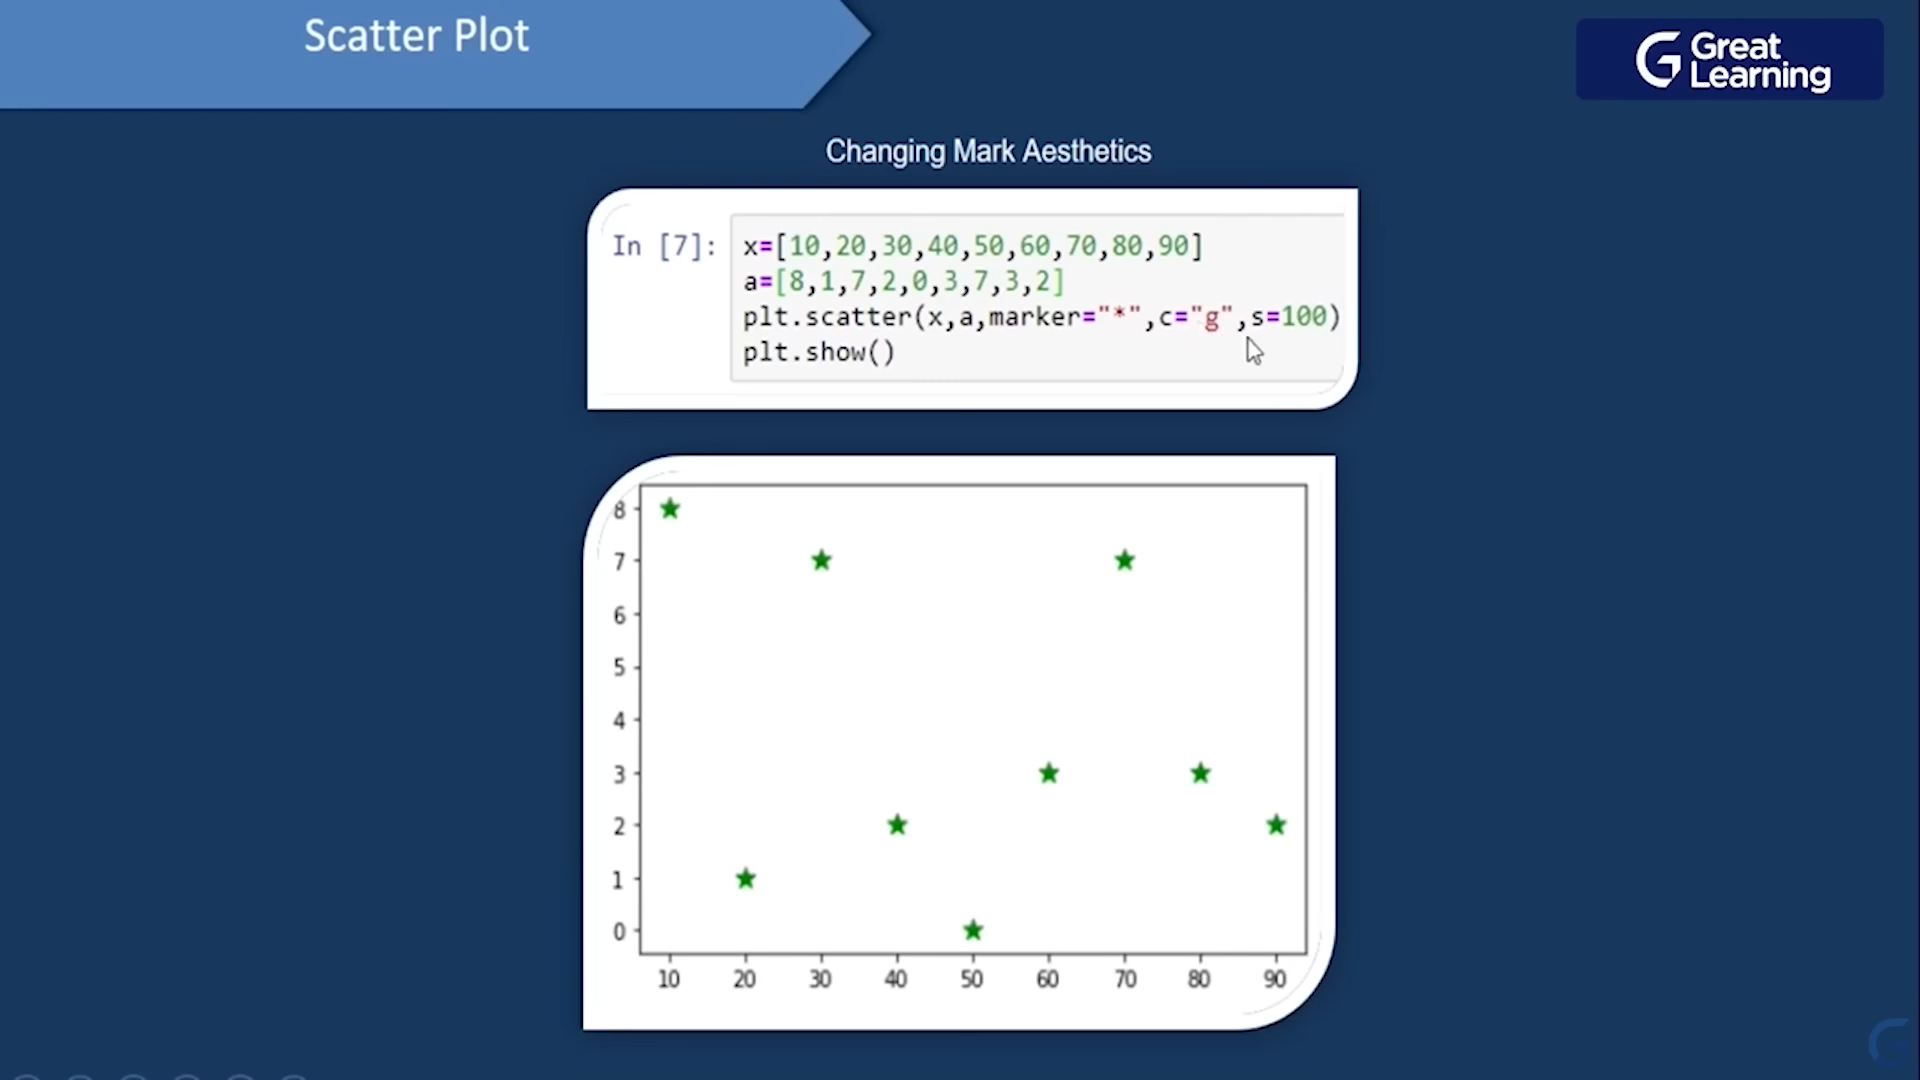 Scatter Plot
Great
Learning
Changing Mark Aesthetics
In [7]: x=[10,20,30,40,50,60,70,80,90]
a=[8,1,7,2,0,3,7,3,2]
plt.scatter(x,a,marker="*",c="g",s=100)
plt.show()
8
7
6
5
4
3
2
1
0
10 20 30 40 50 60 70 80 90